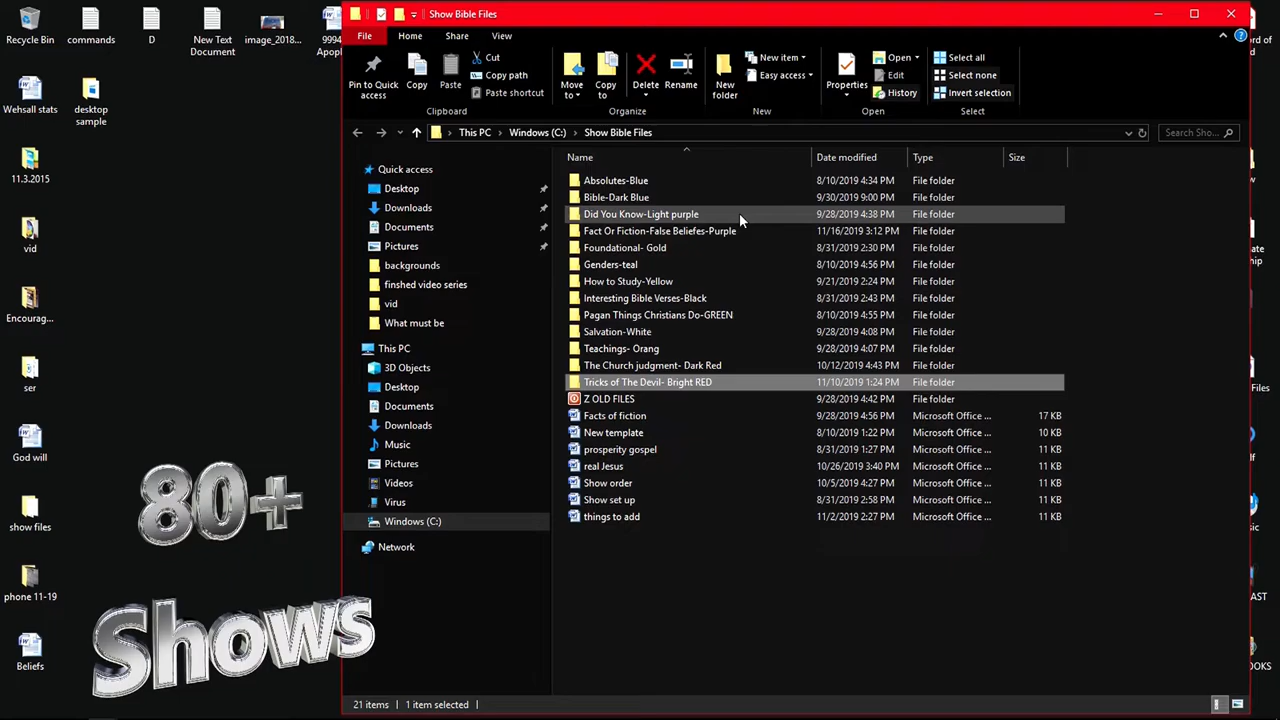 Recycle Bin
commands
D
New Text
Document
image_2018...
9994
Apopl
Wehsall stats
desktop
sample
11.3.2015
vid
Encourag...
ser
God will
show files
phone 11-19
Beliefs
80+
Shows
Show Bible Files
File Home Share View
Pin to Quick
access
Copy
Paste
Cut
Copy path
Paste shortcut
Clipboard
Move
to
Copy
to
Delete
Rename
Organize
New
folder
New item
Easy access
New
Properties
Open
Edit
History
Open
Select all
Select none
Invert selection
Select
This PC > Windows (C:) > Show Bible Files
Search Sho...
Quick access
Desktop
Downloads
Documents
Pictures
backgrounds
finshed video series
vid
What must be
This PC
3D Objects
Desktop
Documents
Downloads
Music
Pictures
Videos
Virus
Windows (C:)
Network
Name Date modified Type Size
Absolutes-Blue 8/10/2019 4:34 PM File folder
Bible-Dark Blue 9/30/2019 9:00 PM File folder
Did You Know-Light purple 9/28/2019 4:38 PM File folder
Fact Or Fiction-False Beliefes-Purple 11/16/2019 3:12 PM File folder
Foundational- Gold 8/31/2019 2:30 PM File folder
Genders-teal 8/10/2019 4:56 PM File folder
How to Study-Yellow 9/21/2019 2:24 PM File folder
Interesting Bible Verses-Black 8/31/2019 2:43 PM File folder
Pagan Things Christians Do-GREEN 8/10/2019 4:55 PM File folder
Salvation-White 9/28/2019 4:08 PM File folder
Teachings- Orang 9/28/2019 4:07 PM File folder
The Church judgment- Dark Red 10/12/2019 4:43 PM File folder
Tricks of The Devil- Bright RED 11/10/2019 1:24 PM File folder
Z OLD FILES 9/28/2019 4:42 PM File folder
Facts of fiction 9/28/2019 4:56 PM Microsoft Office ... 17 KB
New template 8/10/2019 1:22 PM Microsoft Office ... 10 KB
prosperity gospel 8/31/2019 1:27 PM Microsoft Office ... 11 KB
real Jesus 10/26/2019 3:40 PM Microsoft Office ... 11 KB
Show order 10/5/2019 4:27 PM Microsoft Office ... 11 KB
Show set up 8/31/2019 2:58 PM Microsoft Office ... 11 KB
things to add 11/2/2019 2:27 PM Microsoft Office ... 11 KB
21 items 1 item selected